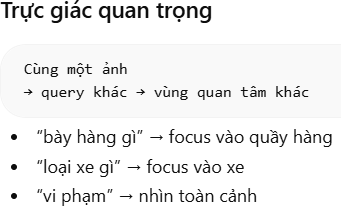 Trực giác quan trọng
Cùng một ảnh
→ query khác → vùng quan tâm khác
• “bày hàng gì” → focus vào quầy hàng
• “loại xe gì” → focus vào xe
• “vi phạm” → nhìn toàn cảnh